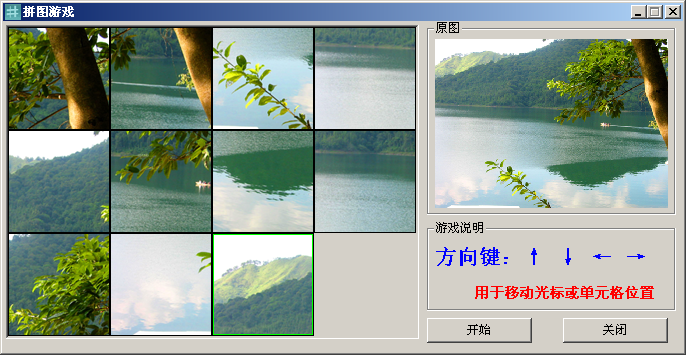 拼图游戏
原图
游戏说明
方向键： ↑ ↓ ← →
用于移动光标或单元格位置
开始
关闭